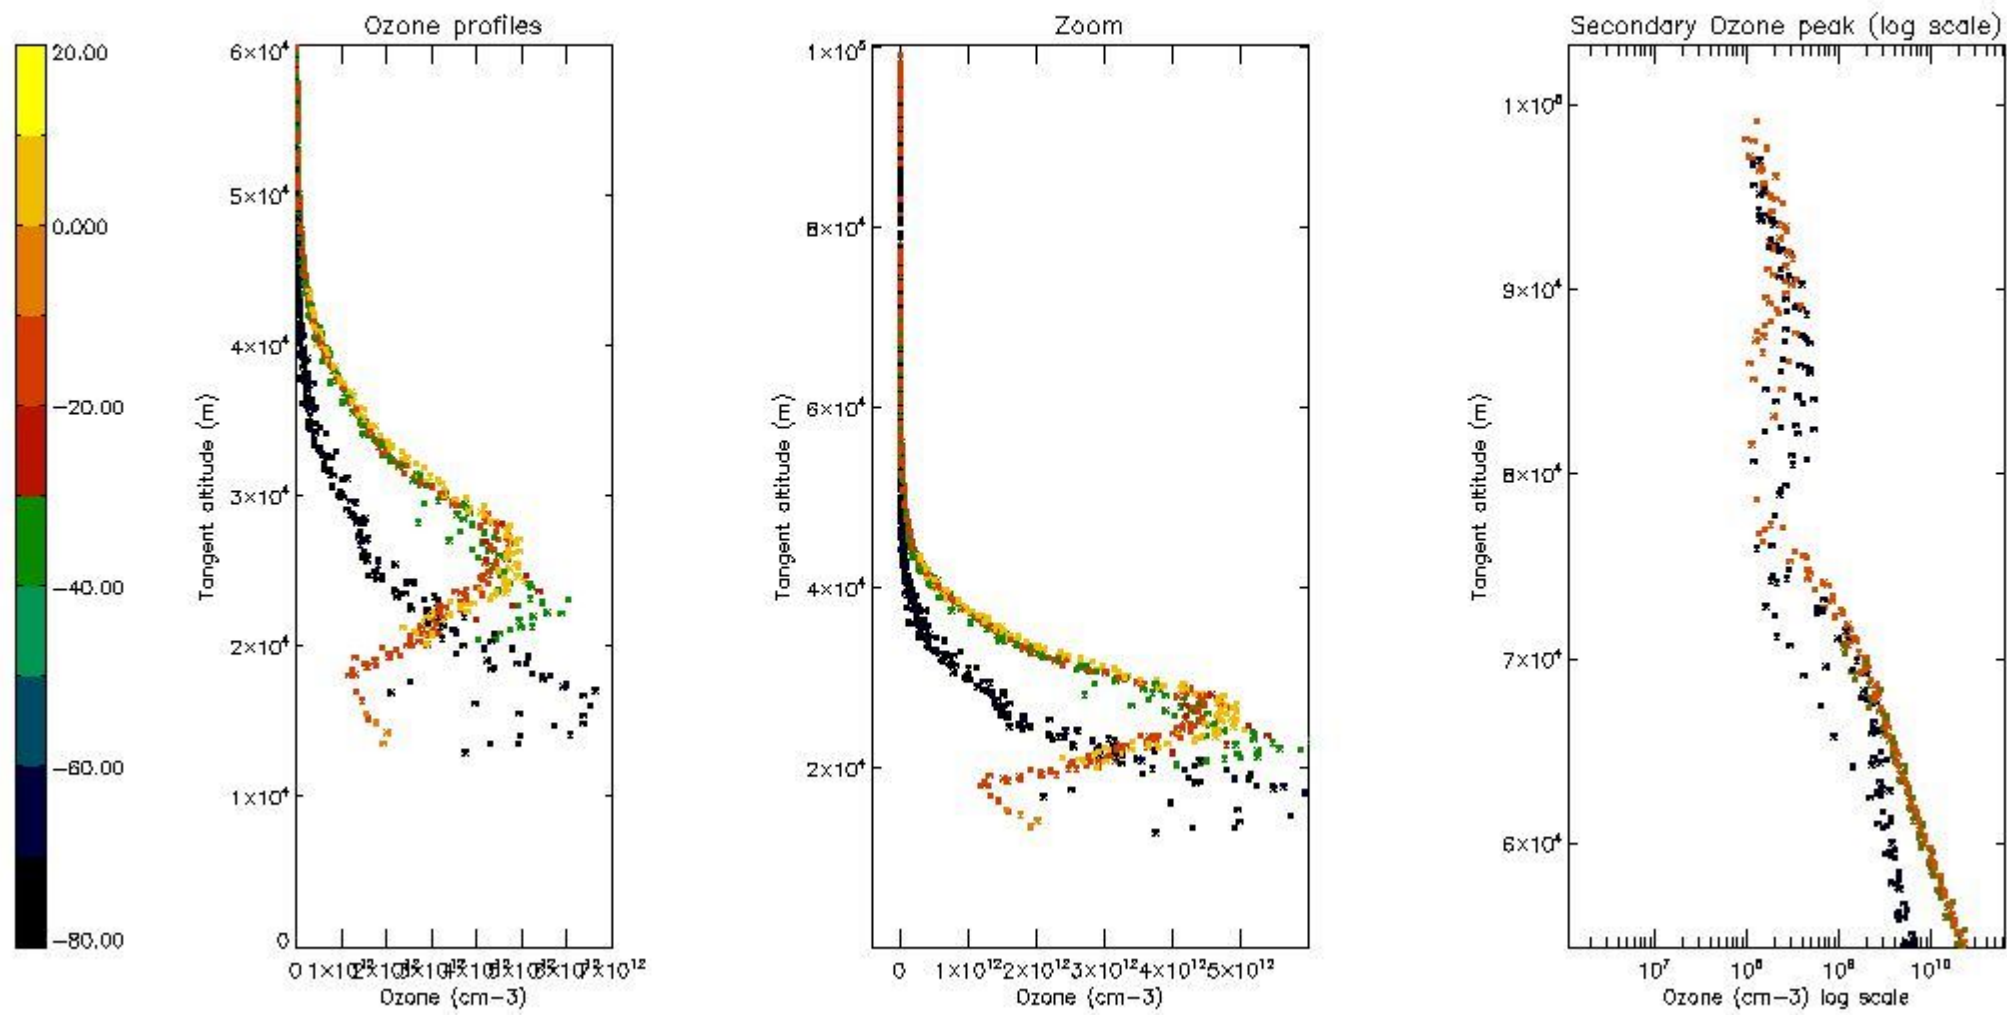 Ozone profiles
Zoom
Secondary Ozone peak (log scale)
20.00
0.000
−20.00
−40.00
−60.00
−80.00
6×10⁴
5×10⁴
4×10⁴
3×10⁴
2×10⁴
1×10⁴
0
Tangent altitude (m)
0
Ozone (cm−3)
1×10⁵
8×10⁴
6×10⁴
4×10⁴
2×10⁴
Tangent altitude (m)
0 1×10¹² 2×10¹² 3×10¹² 4×10¹² 5×10¹²
Ozone (cm−3)
9×10⁴
8×10⁴
7×10⁴
6×10⁴
Tangent altitude (m)
10⁷ 10⁸ 10⁹ 10¹⁰
Ozone (cm−3) log scale